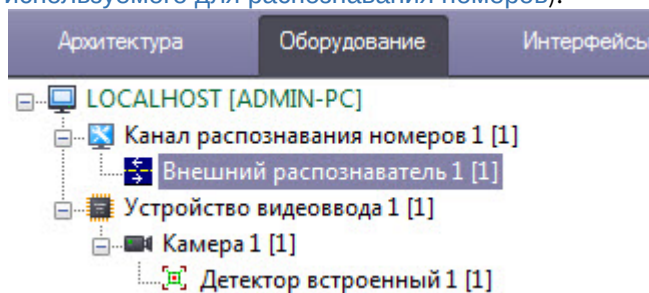 используемого для распознавания номеров).
Архитектура Оборудование Интерфейсы
LOCALHOST [ADMIN-PC]
Канал распознавания номеров 1 [1]
Внешний распознаватель 1 [1]
Устройство видеоввода 1 [1]
Камера 1 [1]
Детектор встроенный 1 [1]